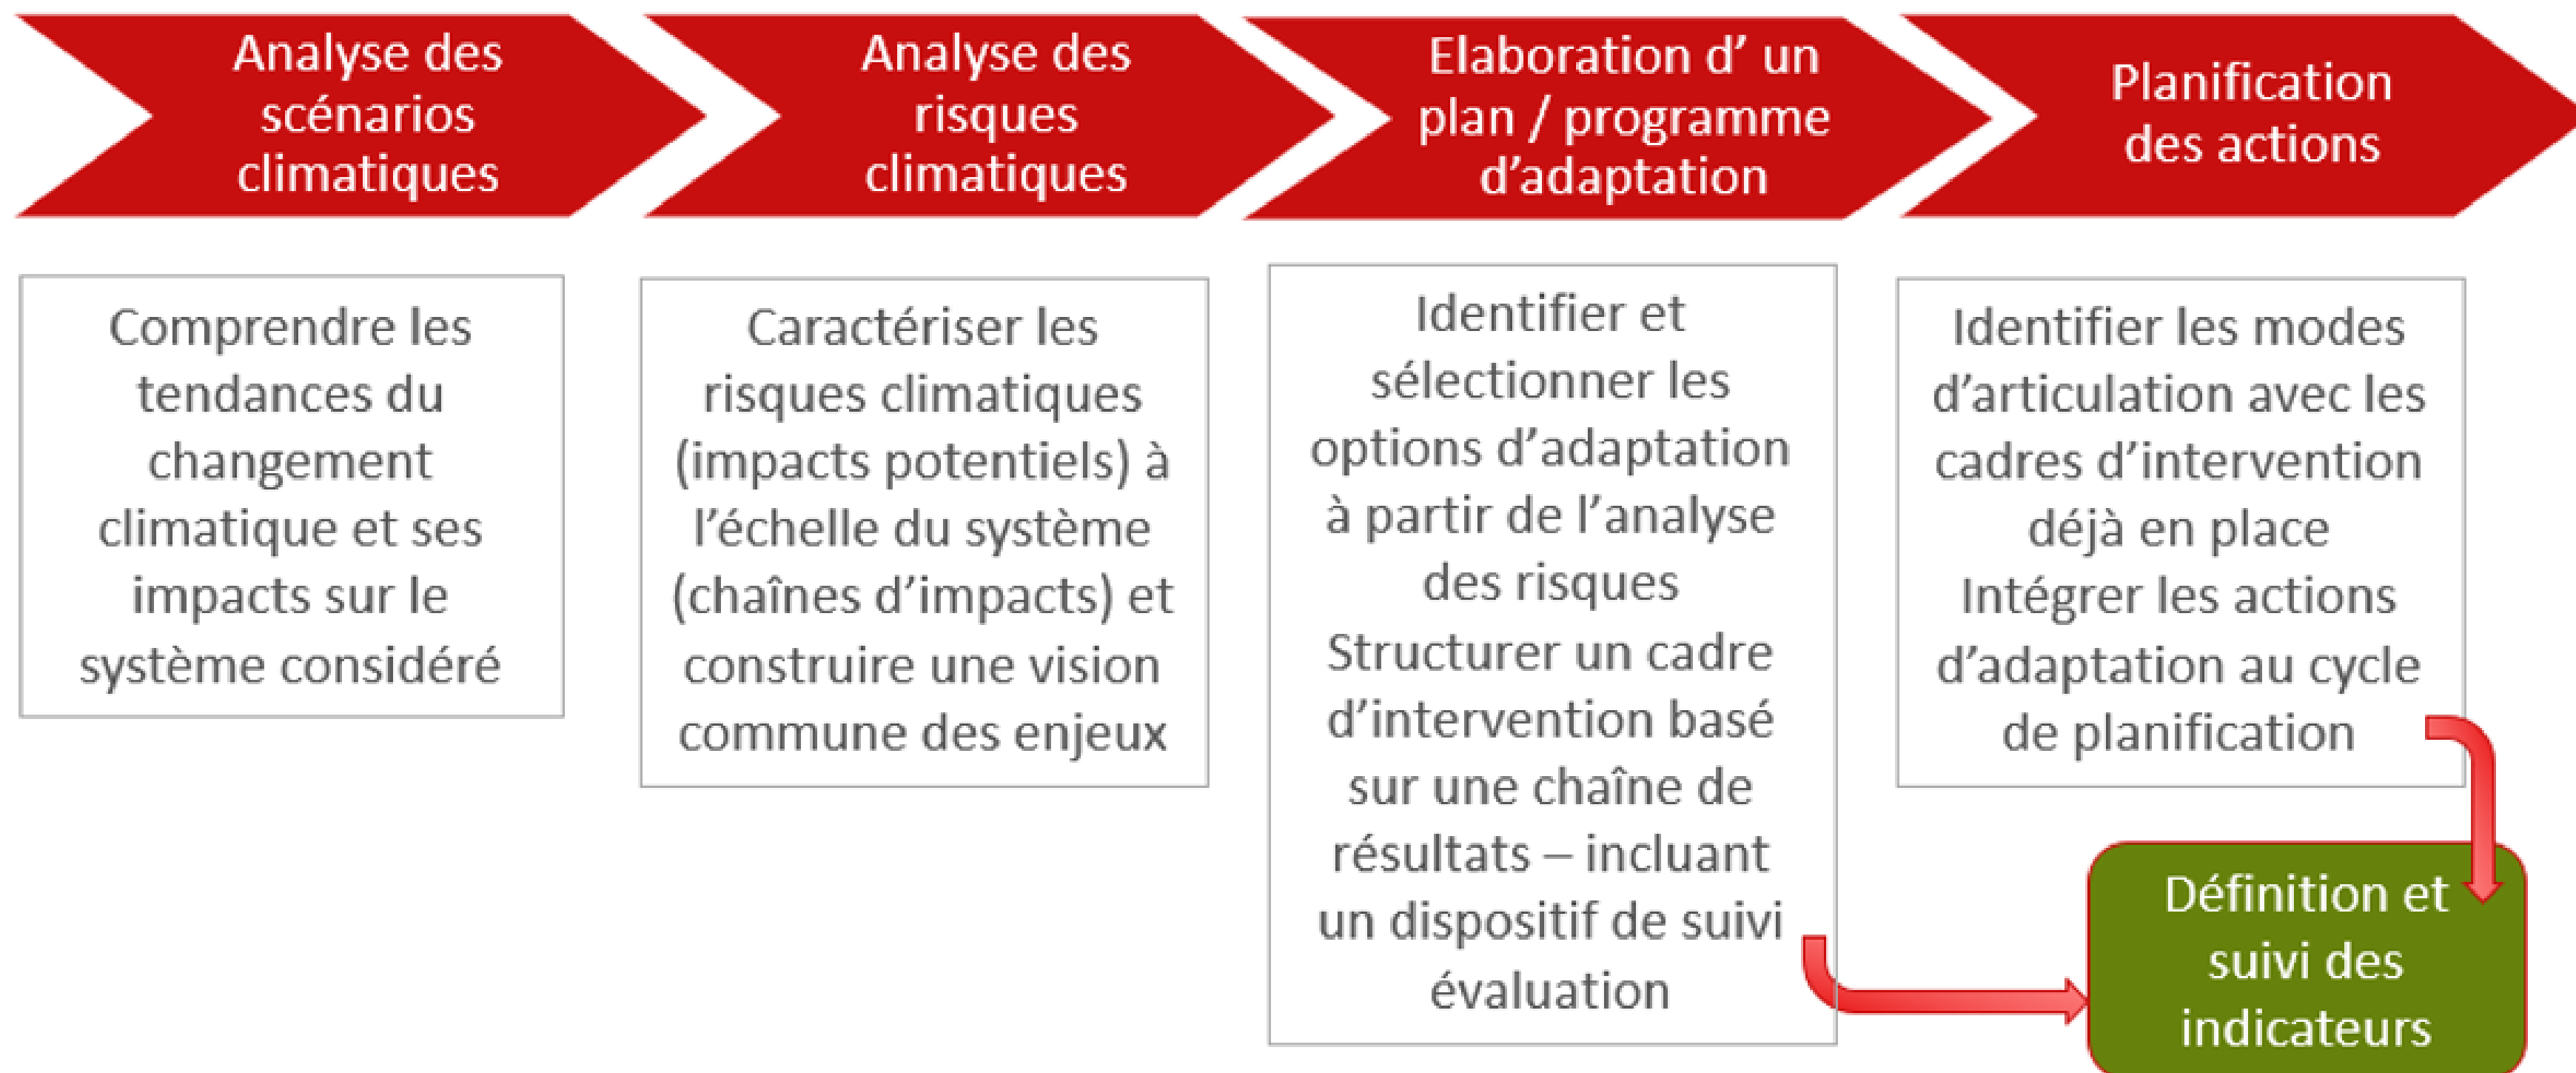 Analyse des
scénarios
climatiques
Analyse des
risques
climatiques
Elaboration d’ un
plan / programme
d’adaptation
Planification
des actions
Comprendre les
tendances du
changement
climatique et ses
impacts sur le
système considéré
Caractériser les
risques climatiques
(impacts potentiels) à
l’échelle du système
(chaînes d’impacts) et
construire une vision
commune des enjeux
Identifier et
sélectionner les
options d’adaptation
à partir de l’analyse
des risques
Structurer un cadre
d’intervention basé
sur une chaîne de
résultats – incluant
un dispositif de suivi
évaluation
Identifier les modes
d’articulation avec les
cadres d’intervention
déjà en place
Intégrer les actions
d’adaptation au cycle
de planification
Définition et
suivi des
indicateurs